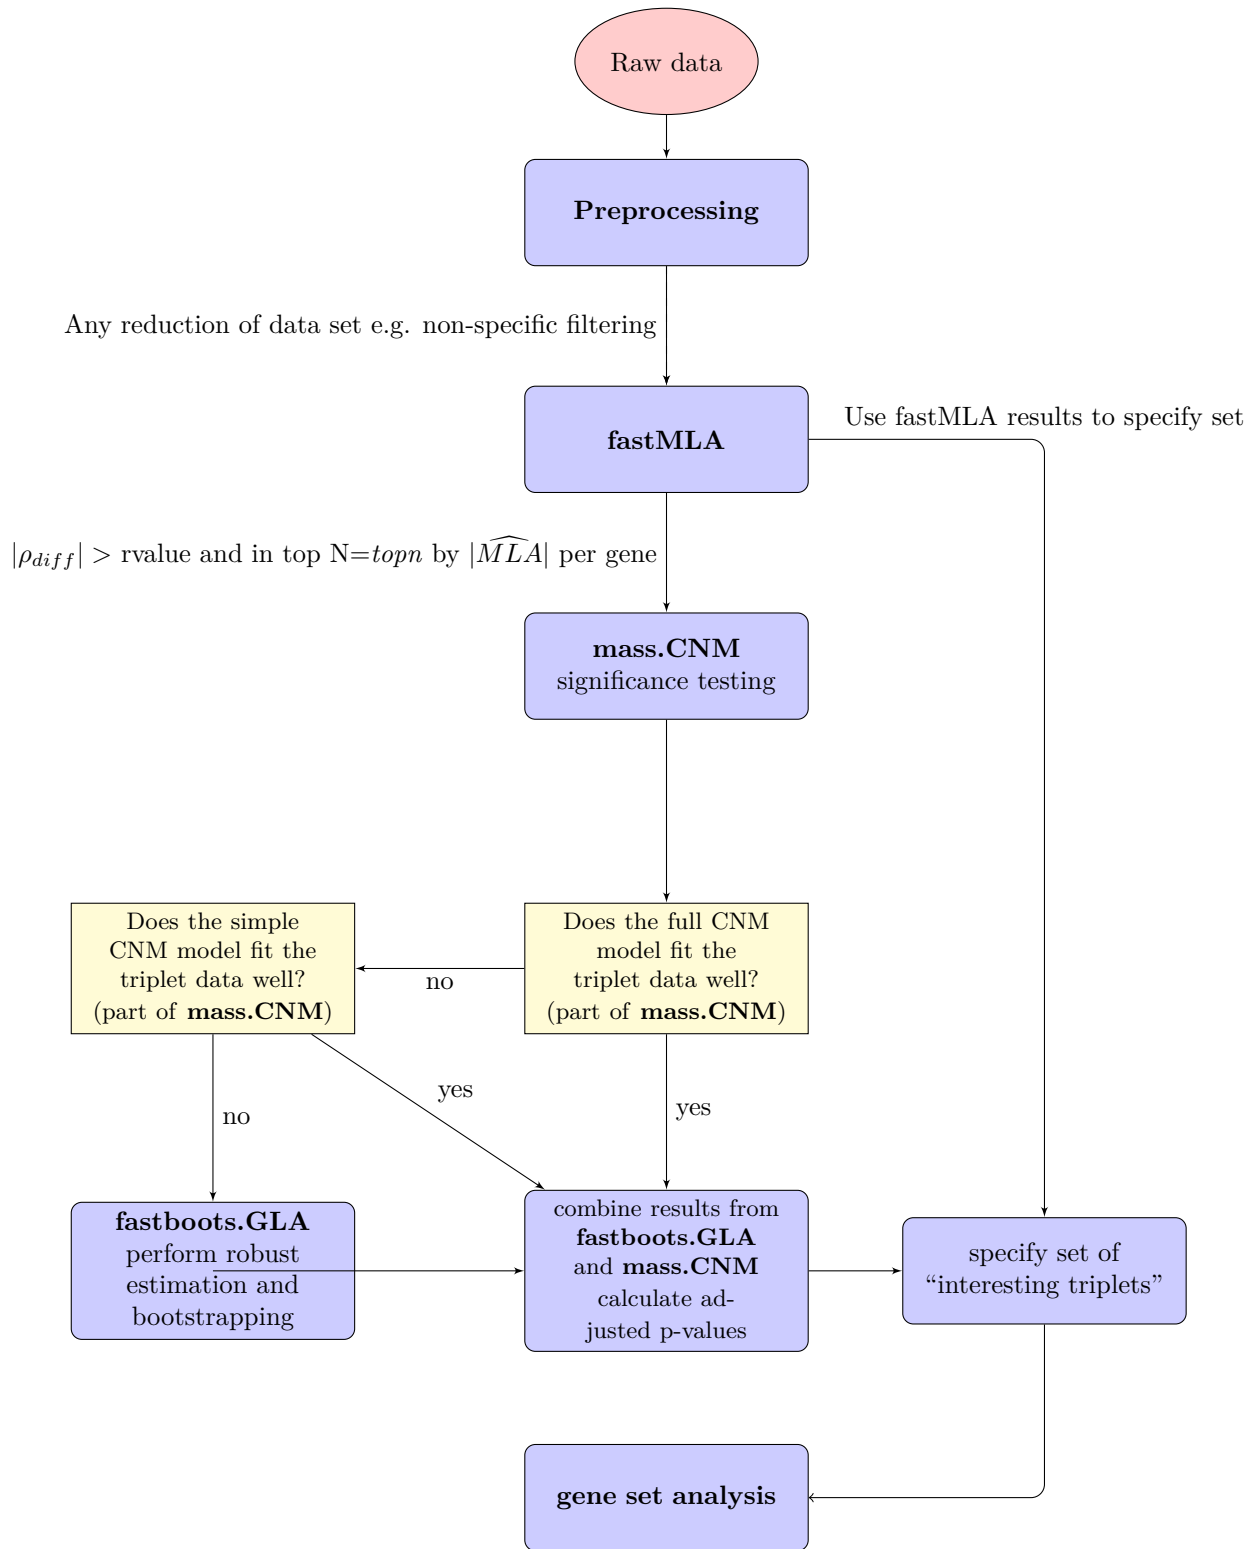 Raw data
Preprocessing
Any reduction of data set e.g. non-specific filtering
fastMLA
Use fastMLA results to specify set
|ρ_{diff}| > rvalue and in top N=topn by |\widehat{MLA}| per gene
mass.CNM
significance testing
Does the simple
CNM model fit the
triplet data well?
(part of mass.CNM)
no
Does the full CNM
model fit the
triplet data well?
(part of mass.CNM)
no
yes
yes
fastboots.GLA
perform robust
estimation and
bootstrapping
combine results from
fastboots.GLA
and mass.CNM
calculate ad-
justed p-values
specify set of
“interesting triplets”
gene set analysis